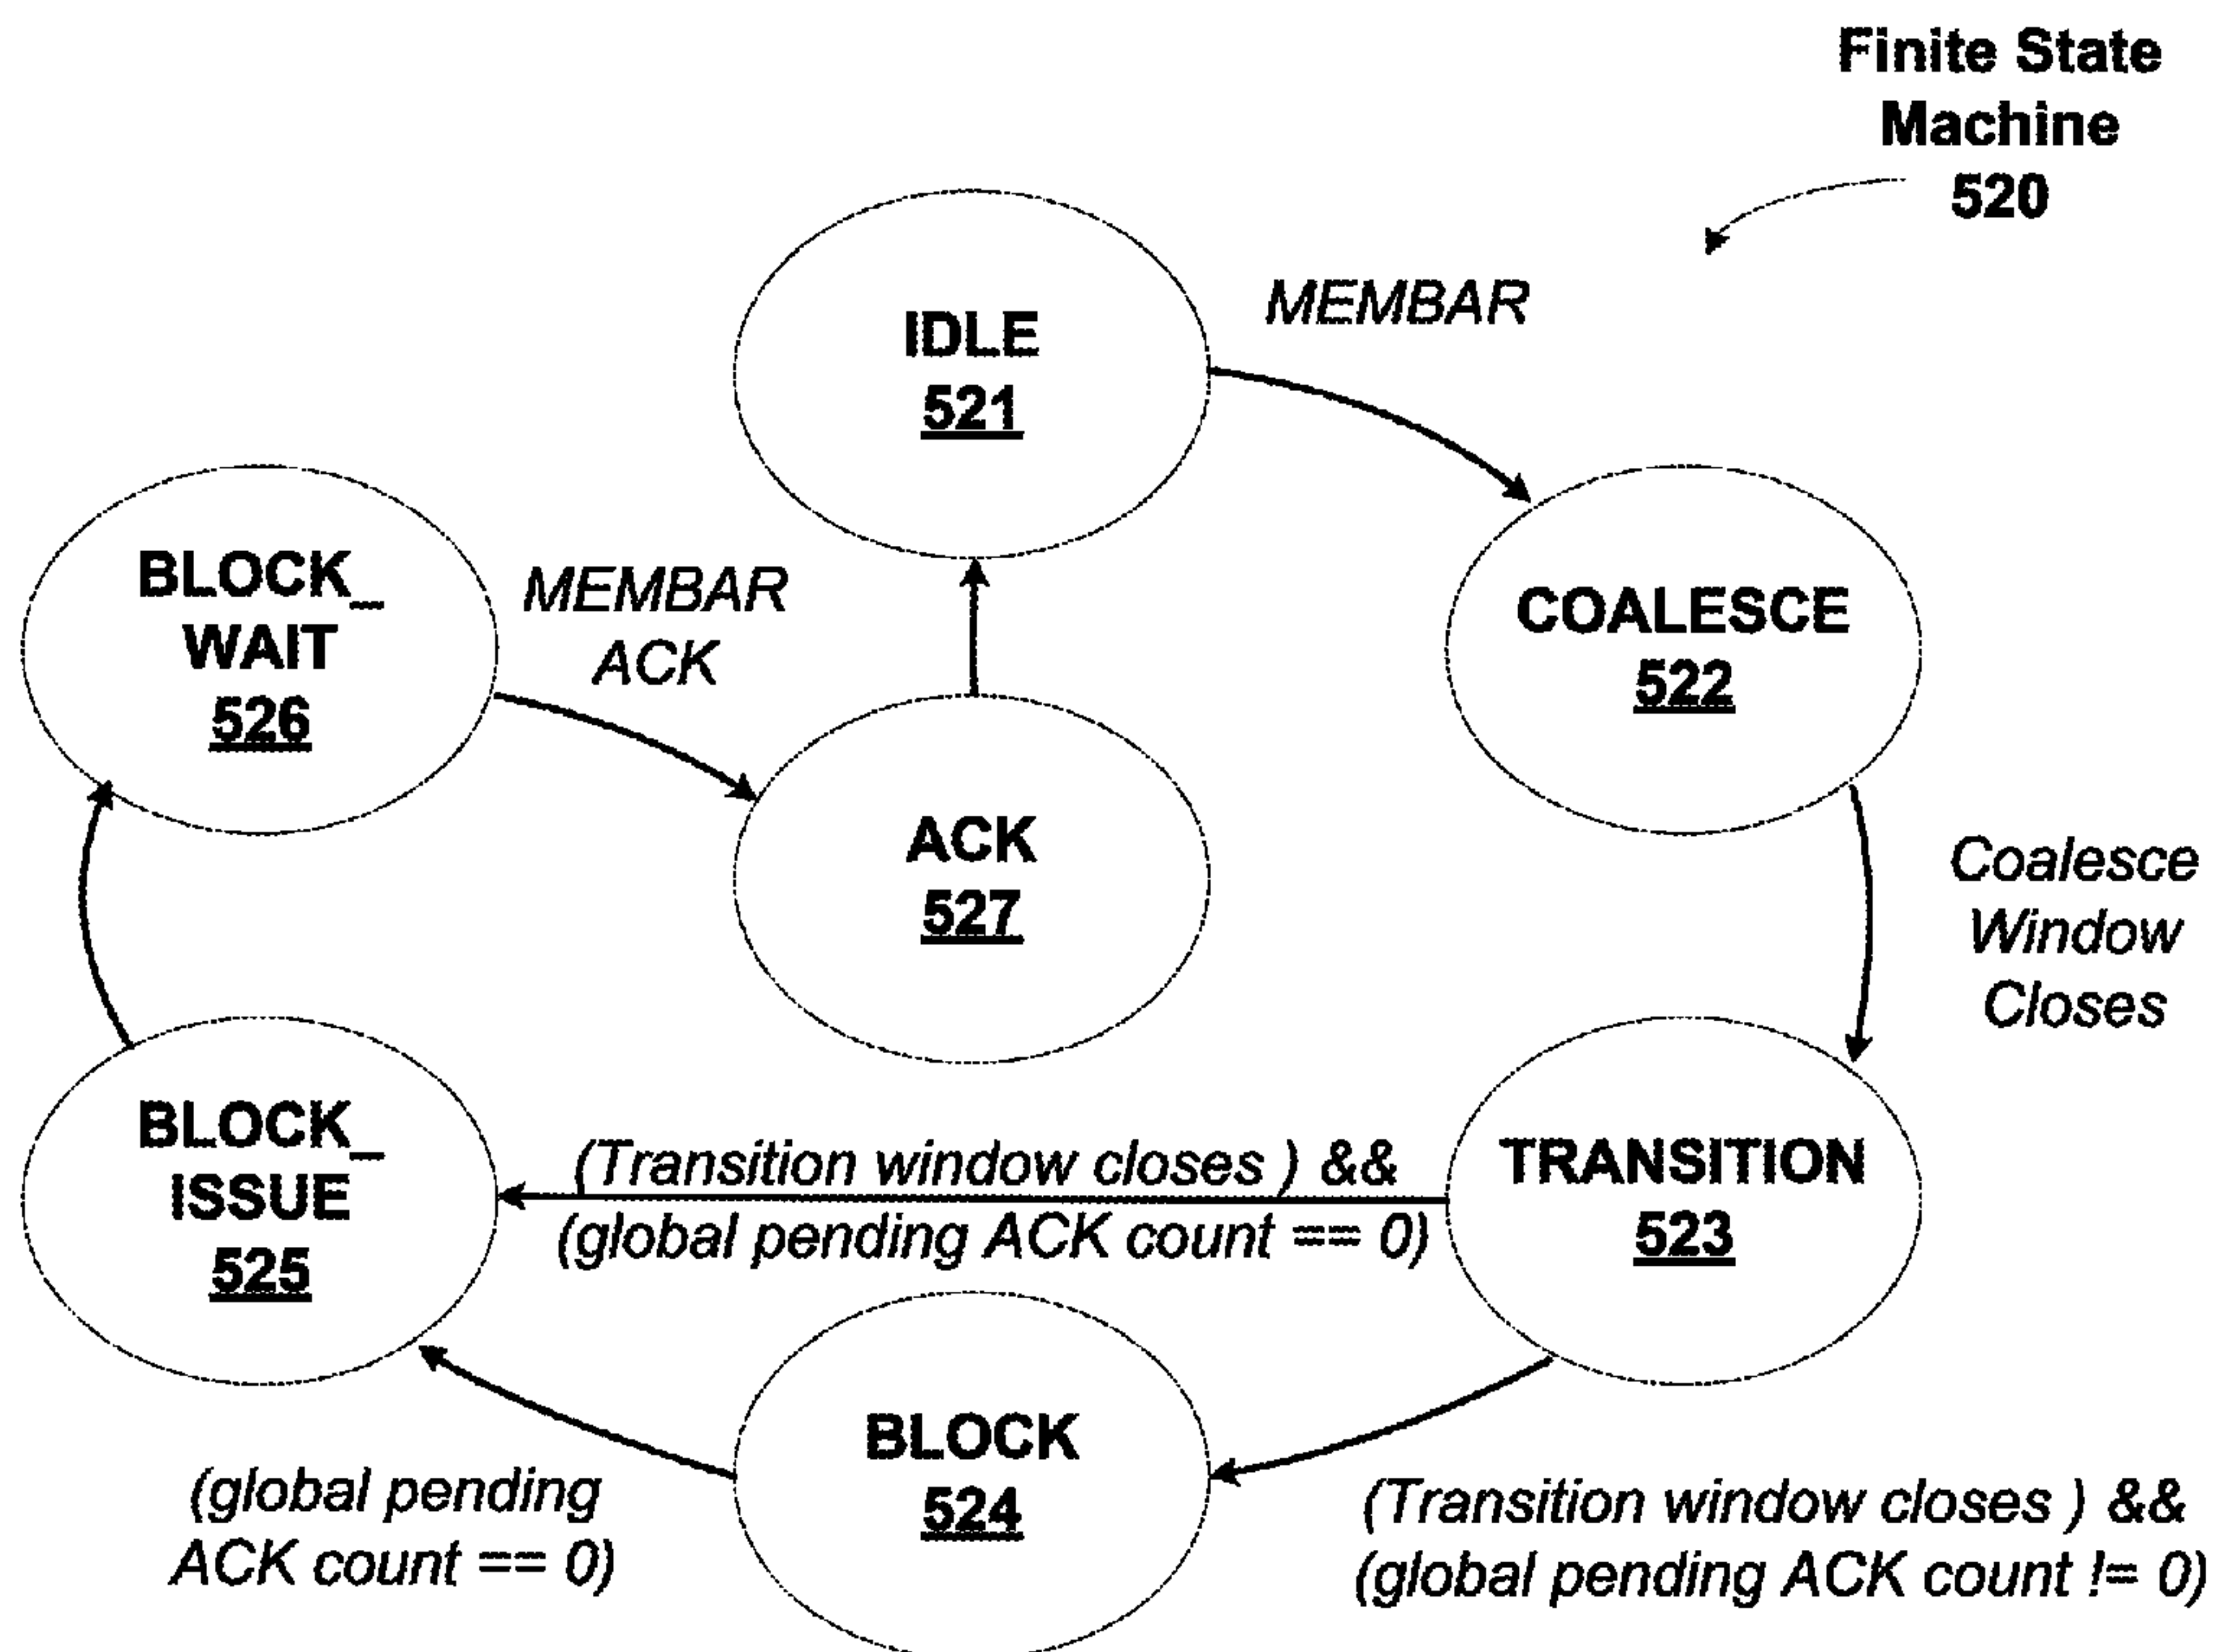 Finite State
Machine
520
IDLE
521
MEMBAR
BLOCK_
WAIT
526
MEMBAR
ACK
COALESCE
522
ACK
527
Coalesce
Window
Closes
BLOCK_
ISSUE
525
(Transition window closes ) &&
(global pending ACK count == 0)
TRANSITION
523
BLOCK
524
(global pending
ACK count == 0)
(Transition window closes ) &&
(global pending ACK count != 0)